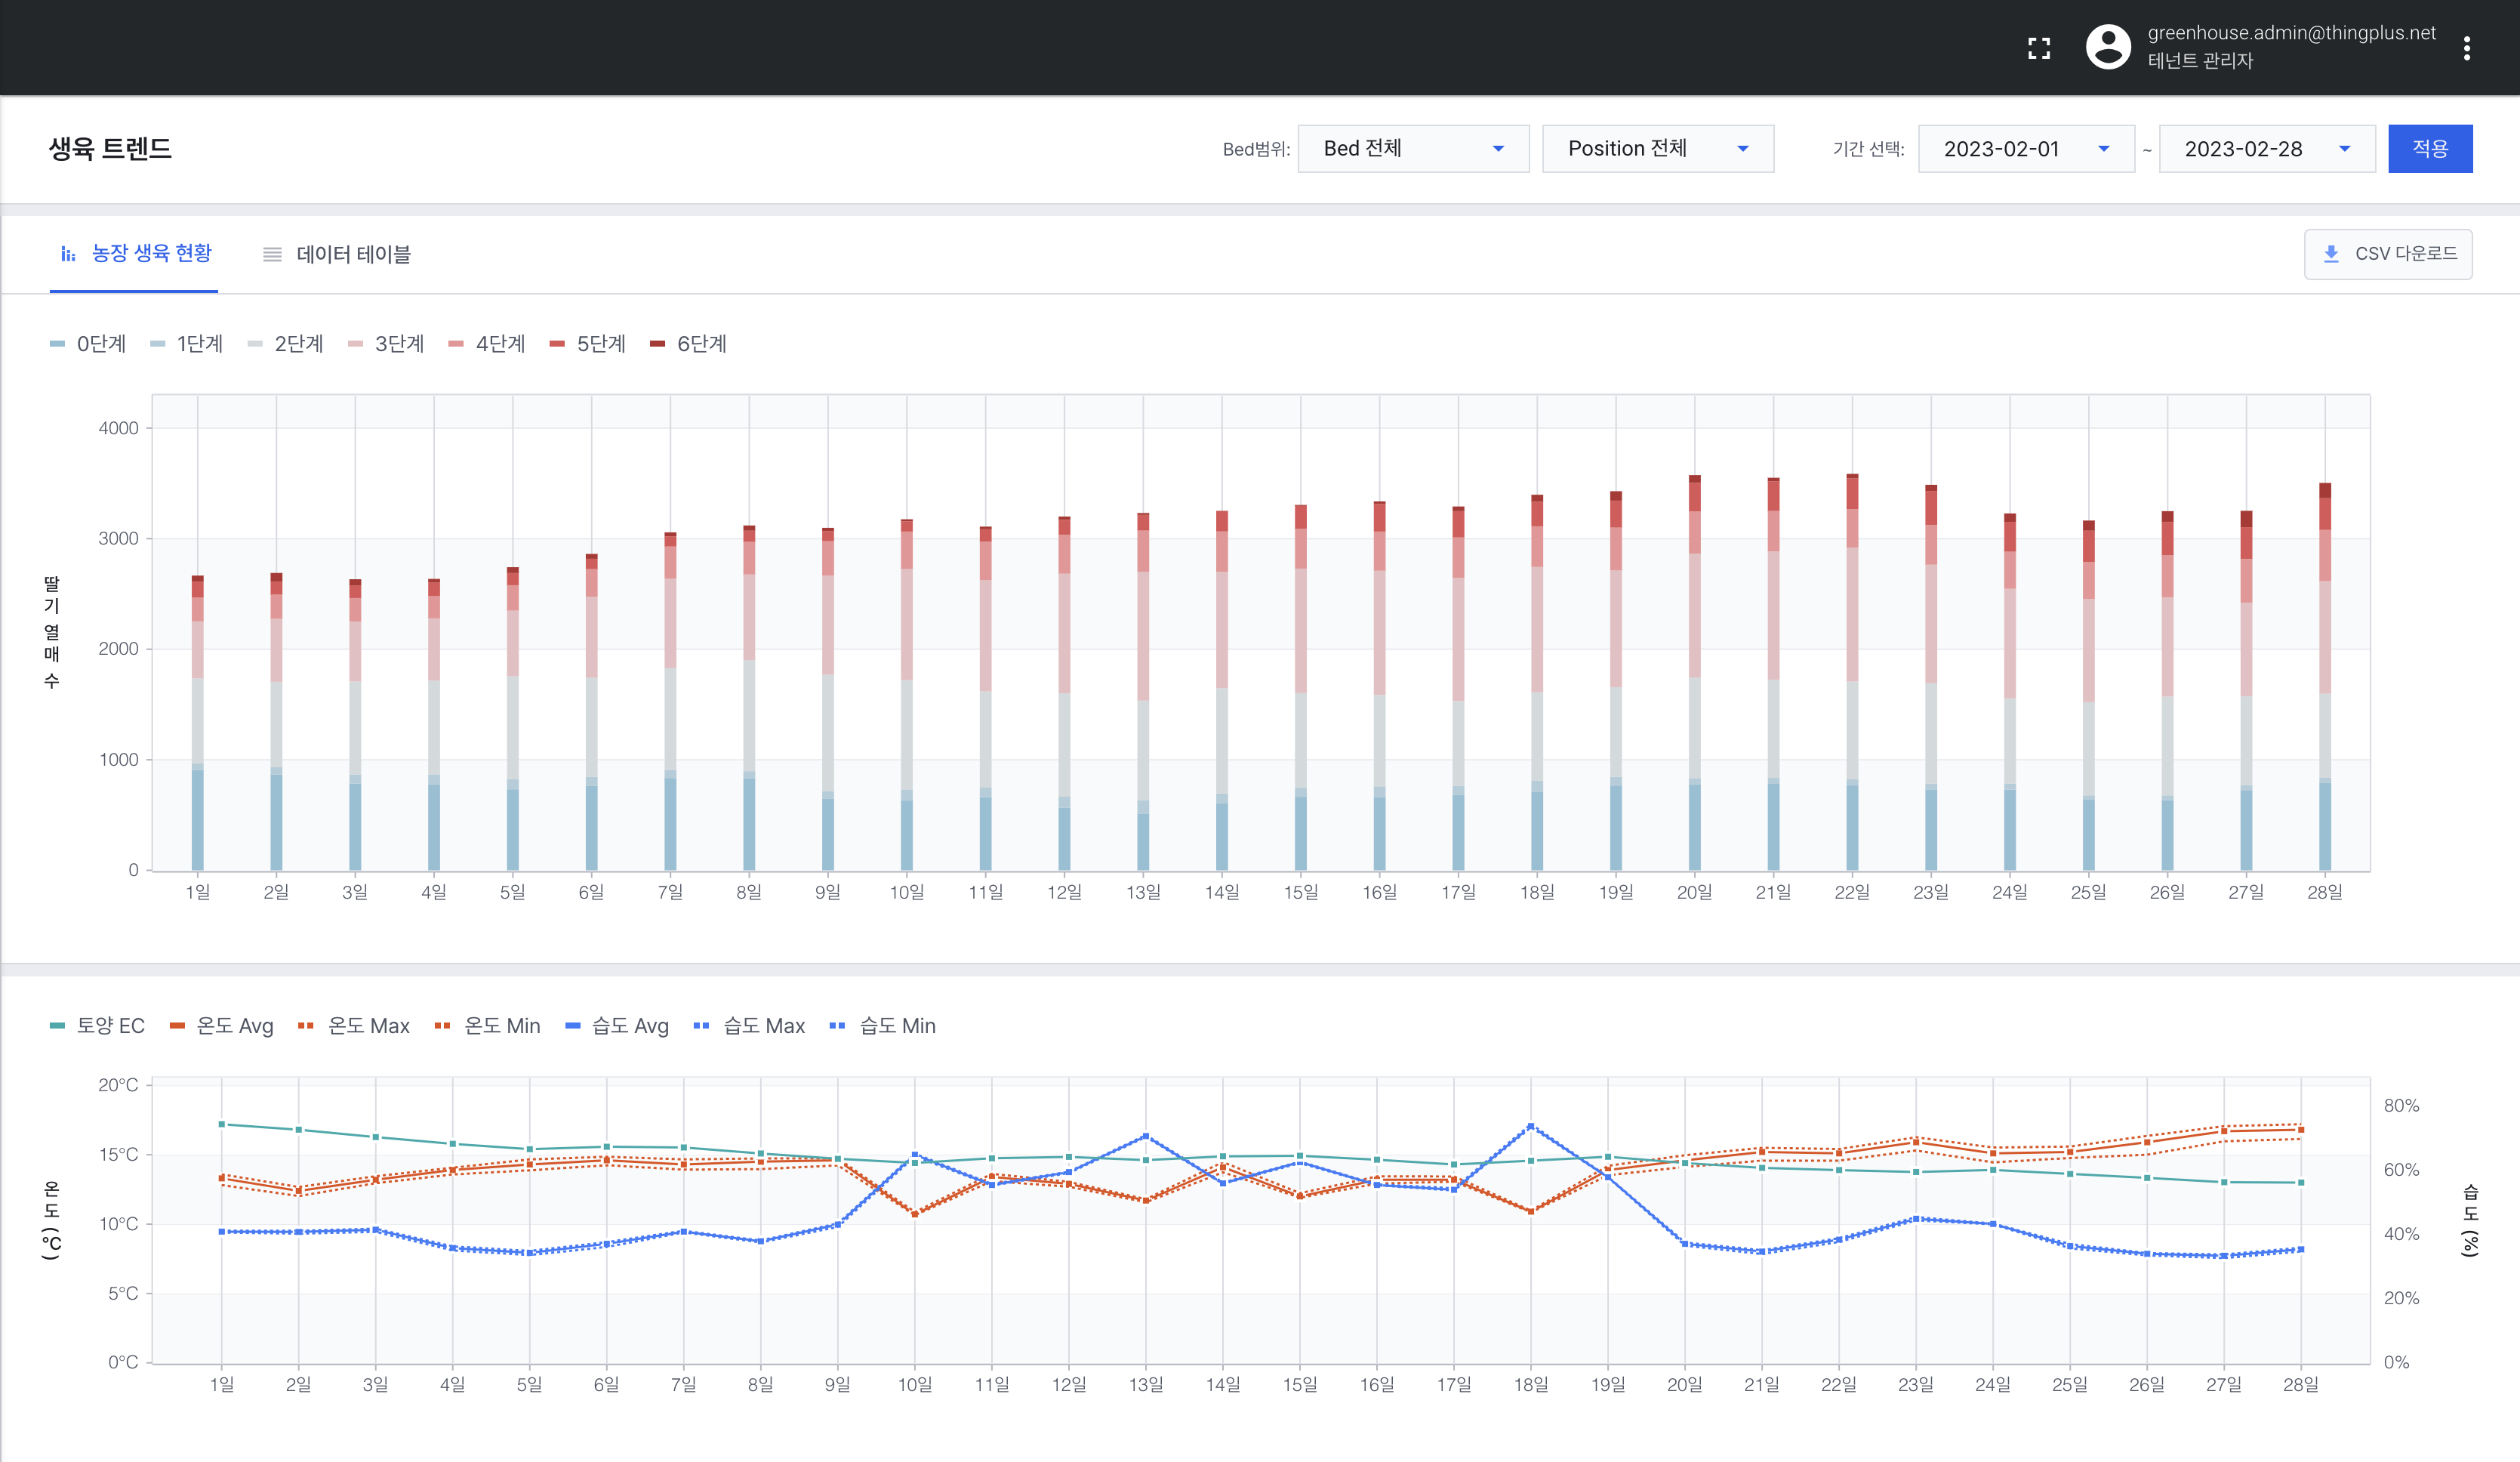 greenhouse.admin@thingplus.net
테넌트 관리자
생육 트렌드
Bed범위: Bed 전체 Position 전체 기간 선택: 2023-02-01 ~ 2023-02-28 적용
농장 생육 현황 데이터 테이블 CSV 다운로드
0단계 1단계 2단계 3단계 4단계 5단계 6단계
4000
3000
2000
1000
0
딸기 열매 수
1일 2일 3일 4일 5일 6일 7일 8일 9일 10일 11일 12일 13일 14일 15일 16일 17일 18일 19일 20일 21일 22일 23일 24일 25일 26일 27일 28일
토양 EC 온도 Avg 온도 Max 온도 Min 습도 Avg 습도 Max 습도 Min
20°C
15°C
10°C
5°C
0°C
온도 (°C)
80%
60%
40%
20%
0%
습도 (%)
1일 2일 3일 4일 5일 6일 7일 8일 9일 10일 11일 12일 13일 14일 15일 16일 17일 18일 19일 20일 21일 22일 23일 24일 25일 26일 27일 28일